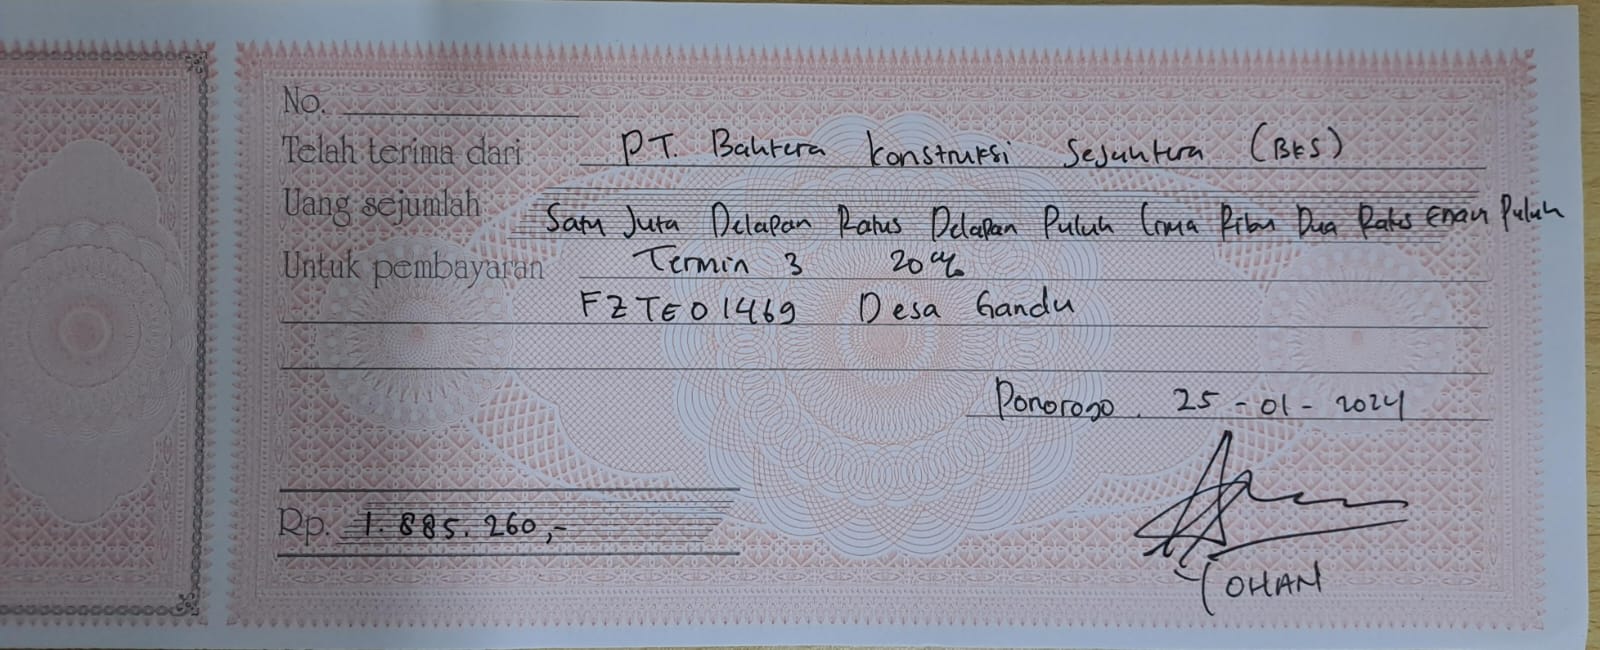 No.
Telah terima dari PT. Bahtera Konstruksi Sejahtera (BKS)
Uang sejumlah Satu Juta Delapan Ratus Delapan Puluh Lima Ribu Dua Ratus Enam Puluh
Untuk pembayaran Termin 3 20%
FZTE01469 Desa Gandu
Ponorogo. 25-01-2024
Rp. 1.885.260,-
YOHAN